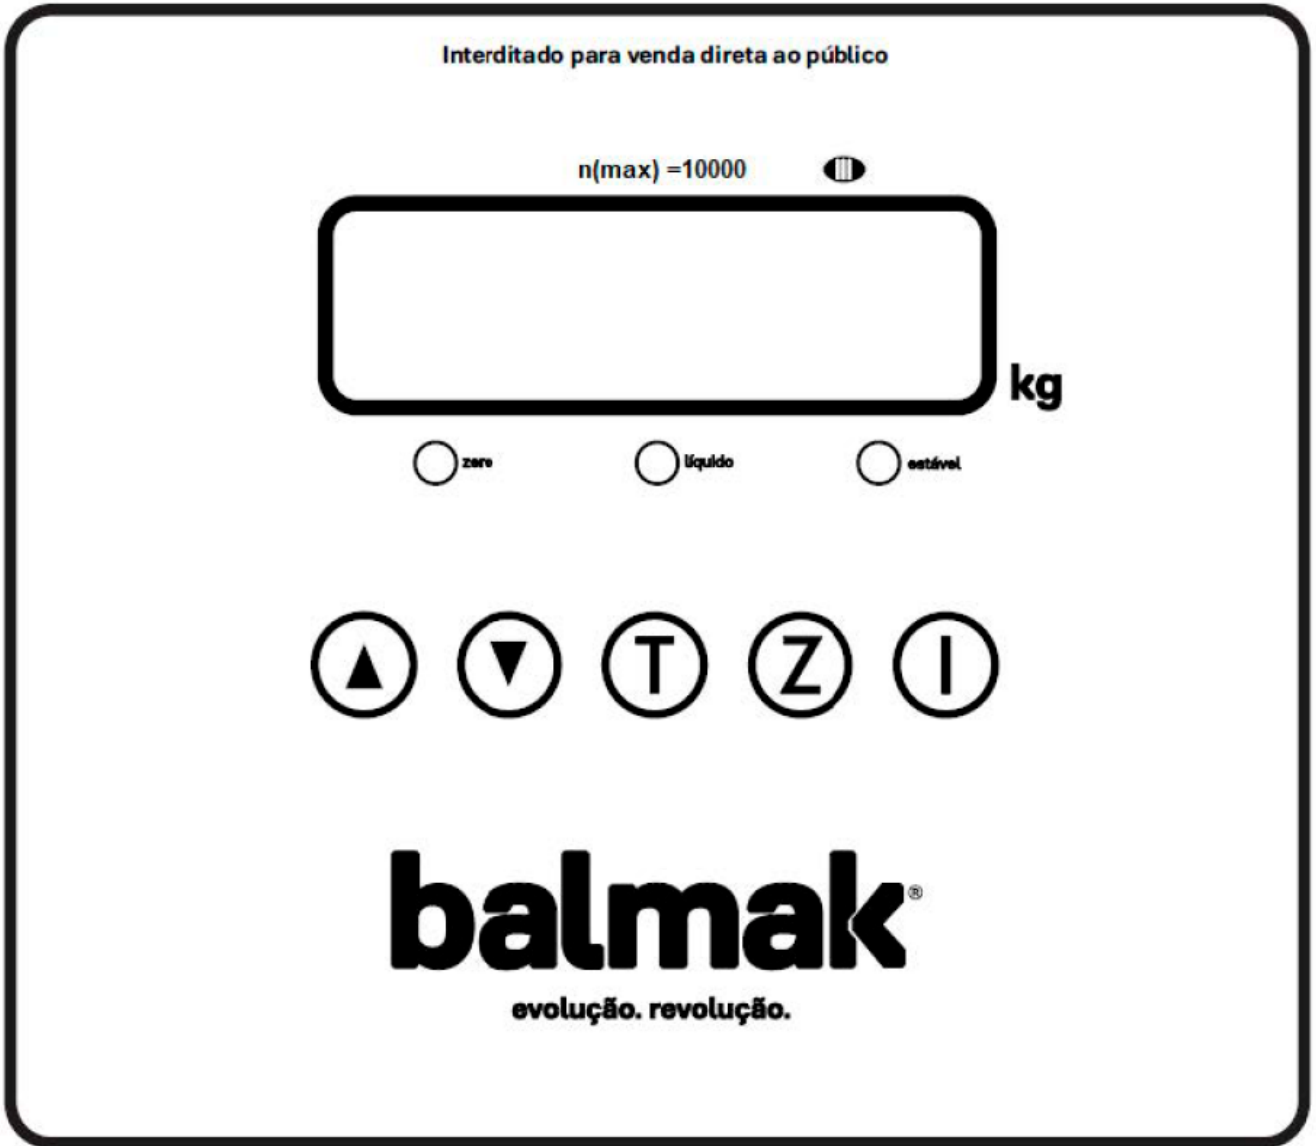 Interditado para venda direta ao público
n(max) =10000
kg
zero líquido estável
▲ ▼ T Z I
balmak®
evolução. revolução.